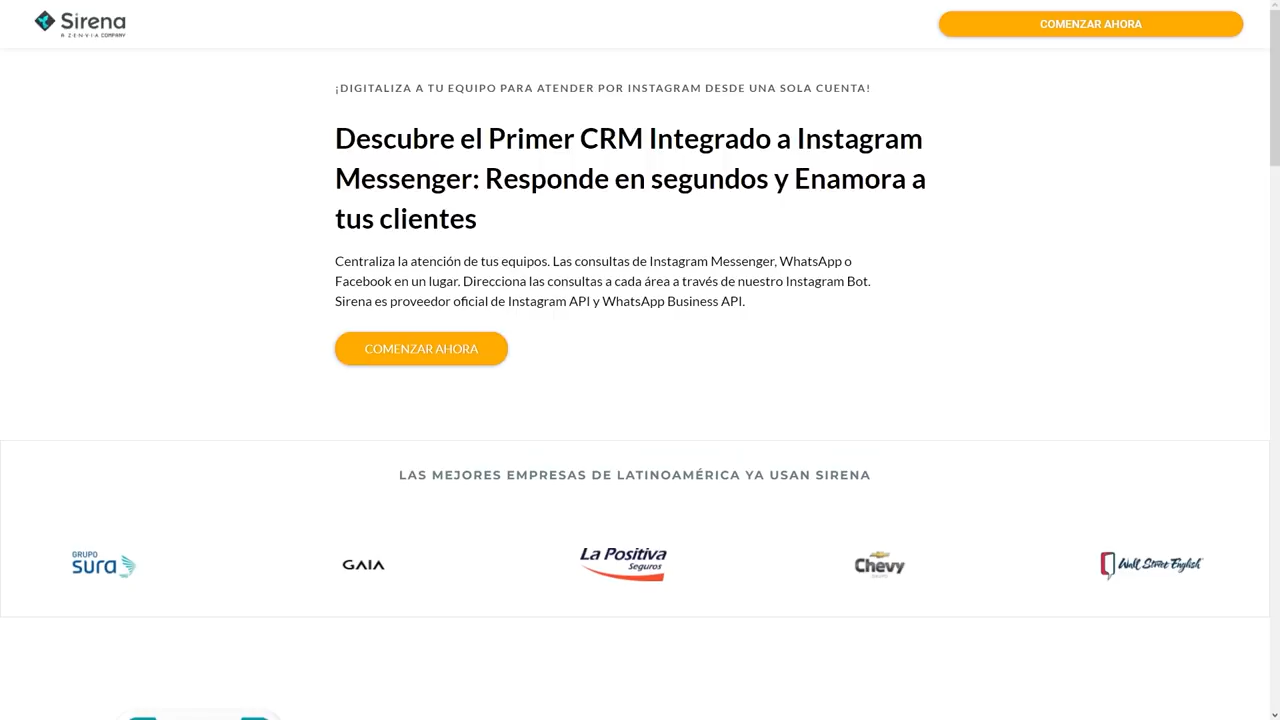 Sirena
A ZENVIA COMPANY
COMENZAR AHORA
¡DIGITALIZA A TU EQUIPO PARA ATENDER POR INSTAGRAM DESDE UNA SOLA CUENTA!
Descubre el Primer CRM Integrado a Instagram
Messenger: Responde en segundos y Enamora a
tus clientes
Centraliza la atención de tus equipos. Las consultas de Instagram Messenger, WhatsApp o
Facebook en un lugar. Direcciona las consultas a cada área a través de nuestro Instagram Bot.
Sirena es proveedor oficial de Instagram API y WhatsApp Business API.
COMENZAR AHORA
LAS MEJORES EMPRESAS DE LATINOAMÉRICA YA USAN SIRENA
GRUPO
sura
GAIA
La Positiva
Seguros
Chevy
Wall Street English